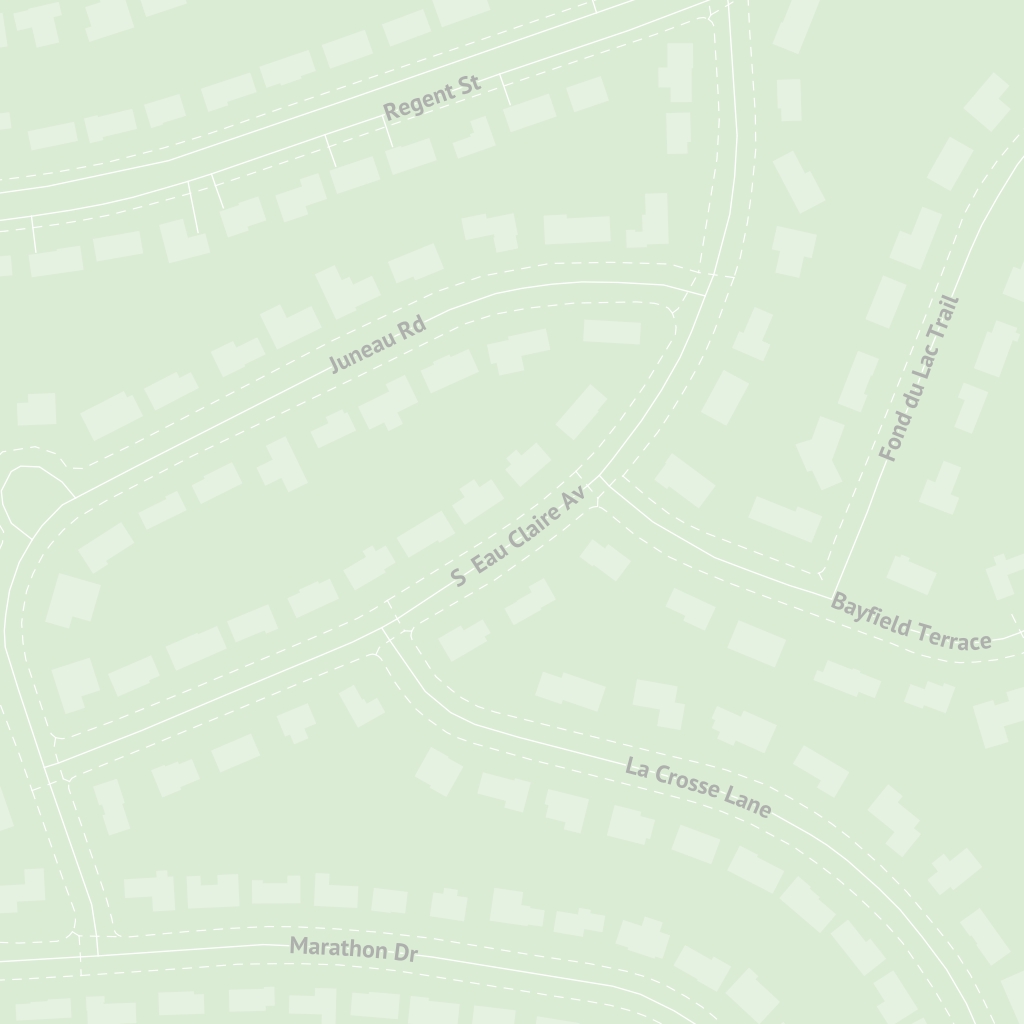 Regent St
Juneau Rd
Fond du Lac Trail
S Eau Claire Av
Bayfield Terrace
La Crosse Lane
Marathon Dr